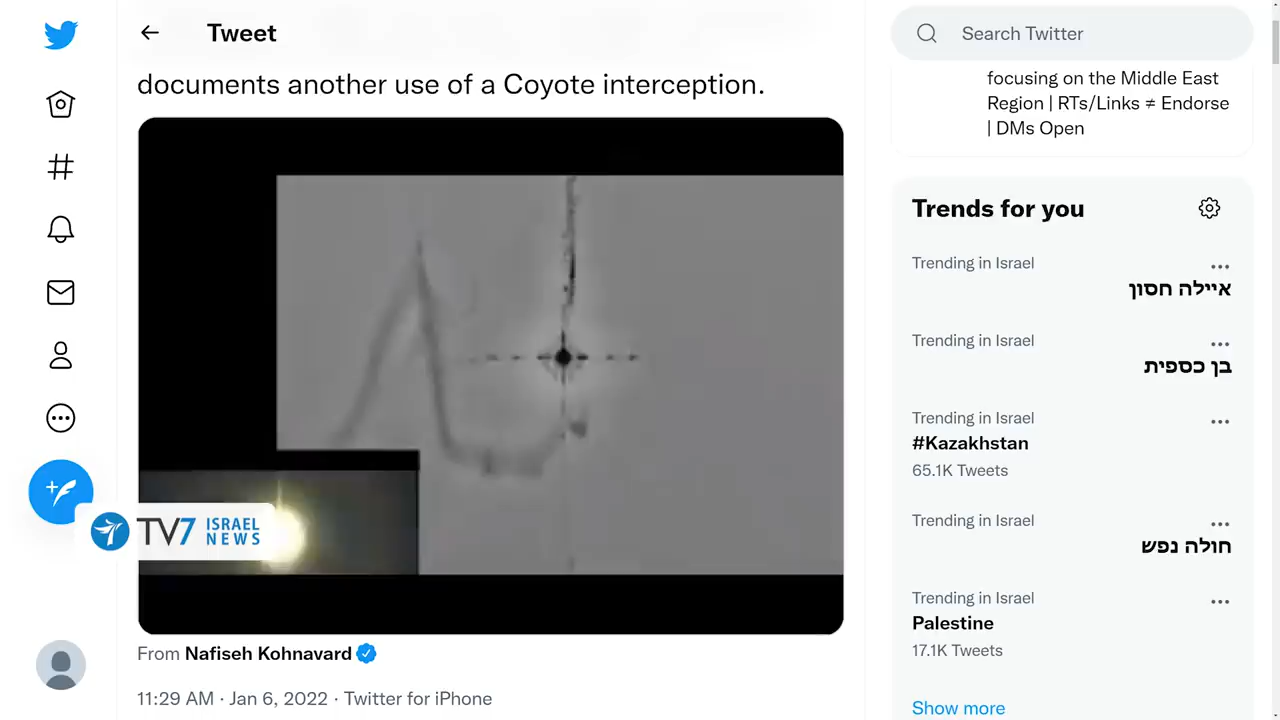 Tweet
documents another use of a Coyote interception.
TV7 ISRAEL
NEWS
From Nafiseh Kohnavard
11:29 AM · Jan 6, 2022 · Twitter for iPhone
Search Twitter
focusing on the Middle East
Region | RTs/Links ≠ Endorse
| DMs Open
Trends for you
Trending in Israel
איילה חסון
Trending in Israel
בן כספית
Trending in Israel
#Kazakhstan
65.1K Tweets
Trending in Israel
חולה נפש
Trending in Israel
Palestine
17.1K Tweets
Show more